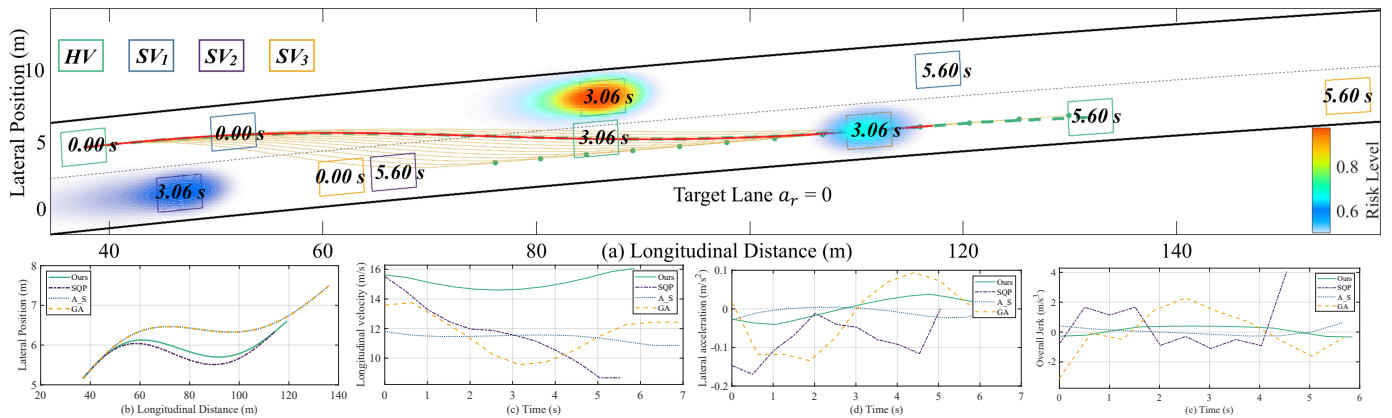 Lateral Position (m)
10
5
0
HV SV1 SV2 SV3
0.00 s
0.00 s
0.00 s
5.60 s
3.06 s
3.06 s
3.06 s
3.06 s
5.60 s
5.60 s
5.60 s
Target Lane a_r = 0
0.8
0.6
Risk Level
40 60 80 120 140
(a) Longitudinal Distance (m)
Lateral Position (m)
8
7
6
5
Ours
SQP
A_S
GA
20 40 60 80 100 120 140
(b) Longitudinal Distance (m)
Longitudinal velocity (m/s)
16
14
12
10
Ours
SQP
A_S
GA
0 1 2 3 4 5 6 7
(c) Time (s)
Lateral acceleration(m/s²)
0.1
0
-0.1
-0.2
Ours
SQP
A_S
GA
0 1 2 3 4 5 6 7
(d) Time (s)
Overall jerk (m/s³)
4
2
0
-2
Ours
SQP
A_S
GA
0 1 2 3 4 5 6
(e) Time (s)